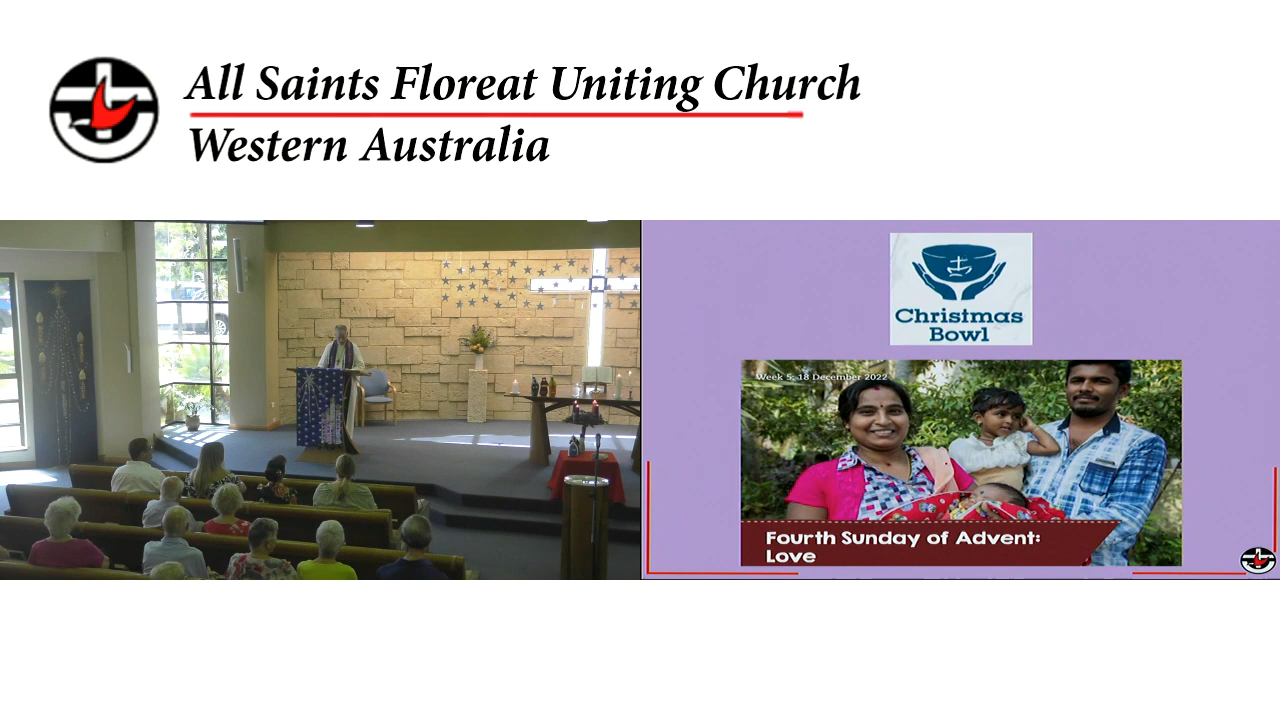 All Saints Floreat Uniting Church
Western Australia
Christmas
Bowl
Week 5: 18 December 2022
Fourth Sunday of Advent:
Love